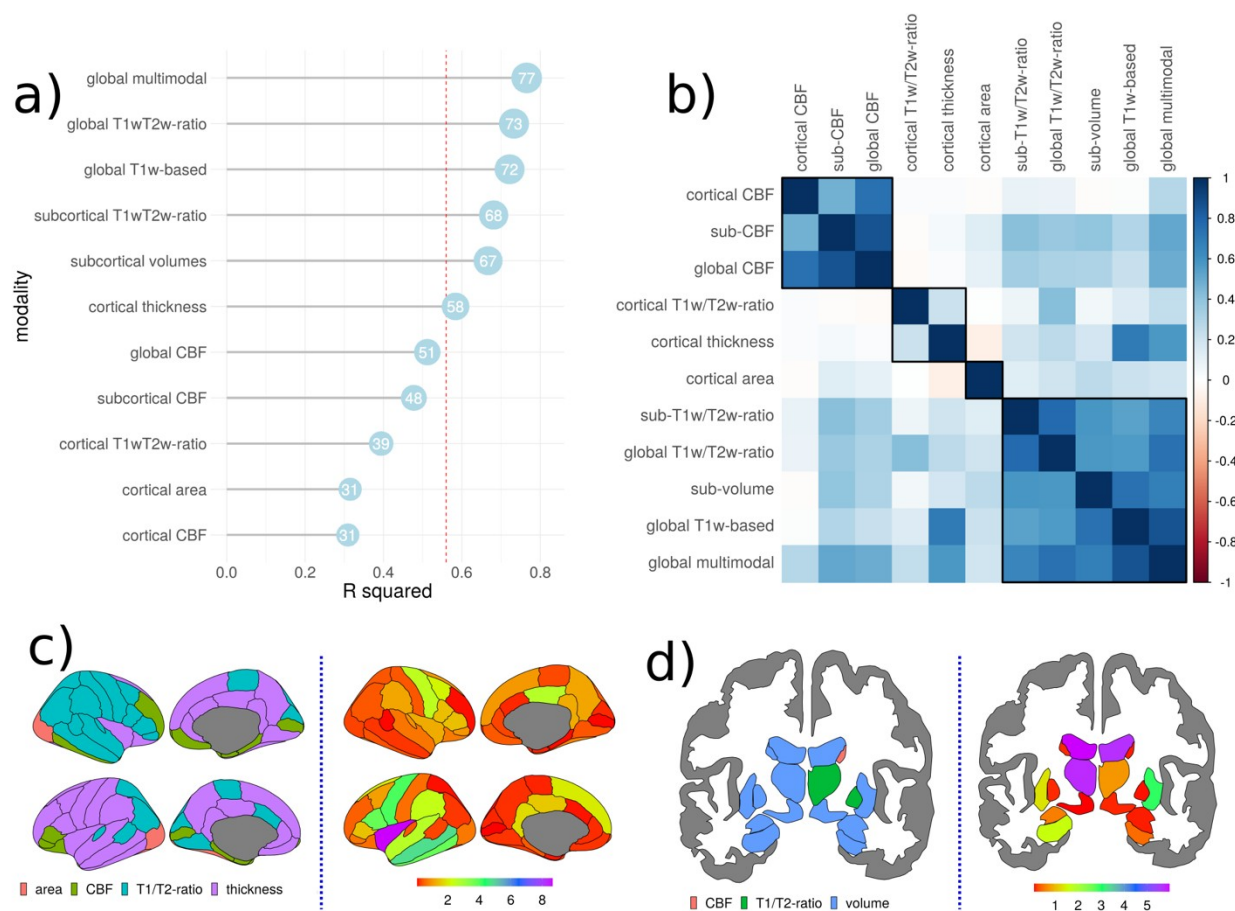 a)
modality
global multimodal
global T1wT2w-ratio
global T1w-based
subcortical T1wT2w-ratio
subcortical volumes
cortical thickness
global CBF
subcortical CBF
cortical T1wT2w-ratio
cortical area
cortical CBF
77
73
72
68
67
58
51
48
39
31
31
0.0 0.2 0.4 0.6 0.8
R squared
b)
cortical CBF
sub-CBF
global CBF
cortical T1w/T2w-ratio
cortical thickness
cortical area
sub-T1w/T2w-ratio
global T1w/T2w-ratio
sub-volume
global T1w-based
global multimodal
cortical CBF
sub-CBF
global CBF
cortical T1w/T2w-ratio
cortical thickness
cortical area
sub-T1w/T2w-ratio
global T1w/T2w-ratio
sub-volume
global T1w-based
global multimodal
1
0.8
0.6
0.4
0.2
0
-0.2
-0.4
-0.6
-0.8
-1
c)
area CBF T1/T2-ratio thickness
2 4 6 8
d)
CBF T1/T2-ratio volume
1 2 3 4 5